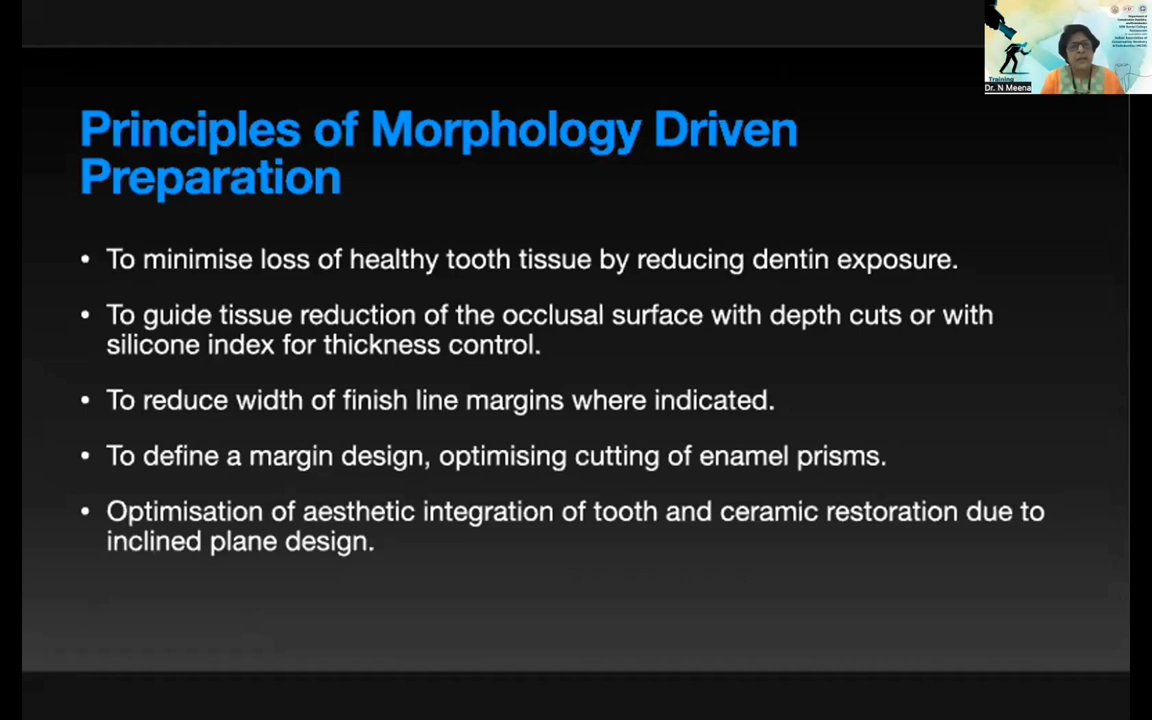 Principles of Morphology Driven
Preparation
• To minimise loss of healthy tooth tissue by reducing dentin exposure.
• To guide tissue reduction of the occlusal surface with depth cuts or with
silicone index for thickness control.
• To reduce width of finish line margins where indicated.
• To define a margin design, optimising cutting of enamel prisms.
• Optimisation of aesthetic integration of tooth and ceramic restoration due to
inclined plane design.
Training
Dr. N Meena